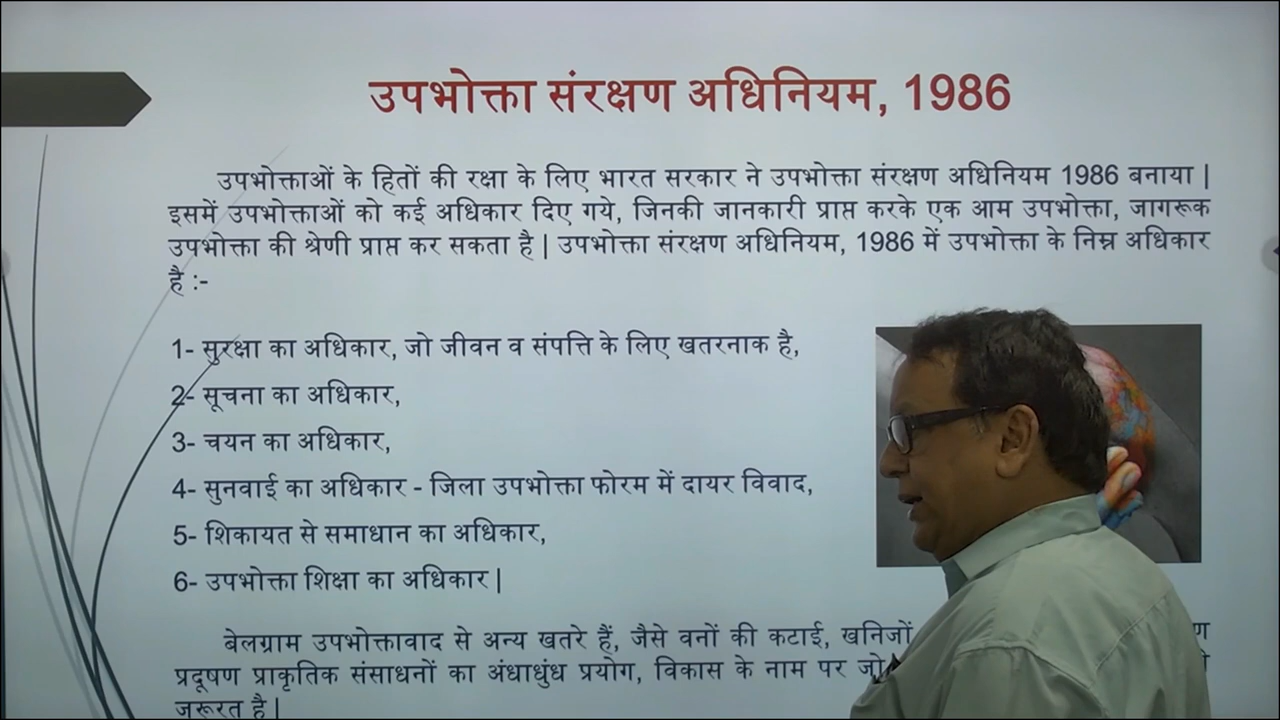 उपभोक्ता संरक्षण अधिनियम, 1986
उपभोक्ताओं के हितों की रक्षा के लिए भारत सरकार ने उपभोक्ता संरक्षण अधिनियम 1986 बनाया |
इसमें उपभोक्ताओं को कई अधिकार दिए गये, जिनकी जानकारी प्राप्त करके एक आम उपभोक्ता, जागरूक
उपभोक्ता की श्रेणी प्राप्त कर सकता है | उपभोक्ता संरक्षण अधिनियम, 1986 में उपभोक्ता के निम्न अधिकार
है :-
1- सुरक्षा का अधिकार, जो जीवन व संपत्ति के लिए खतरनाक है,
2- सूचना का अधिकार,
3- चयन का अधिकार,
4- सुनवाई का अधिकार - जिला उपभोक्ता फोरम में दायर विवाद,
5- शिकायत से समाधान का अधिकार,
6- उपभोक्ता शिक्षा का अधिकार |
बेलग्राम उपभोक्तावाद से अन्य खतरे हैं, जैसे वनों की कटाई, खनिजों
प्रदूषण प्राकृतिक संसाधनों का अंधाधुंध प्रयोग, विकास के नाम पर जो
जरूरत है |